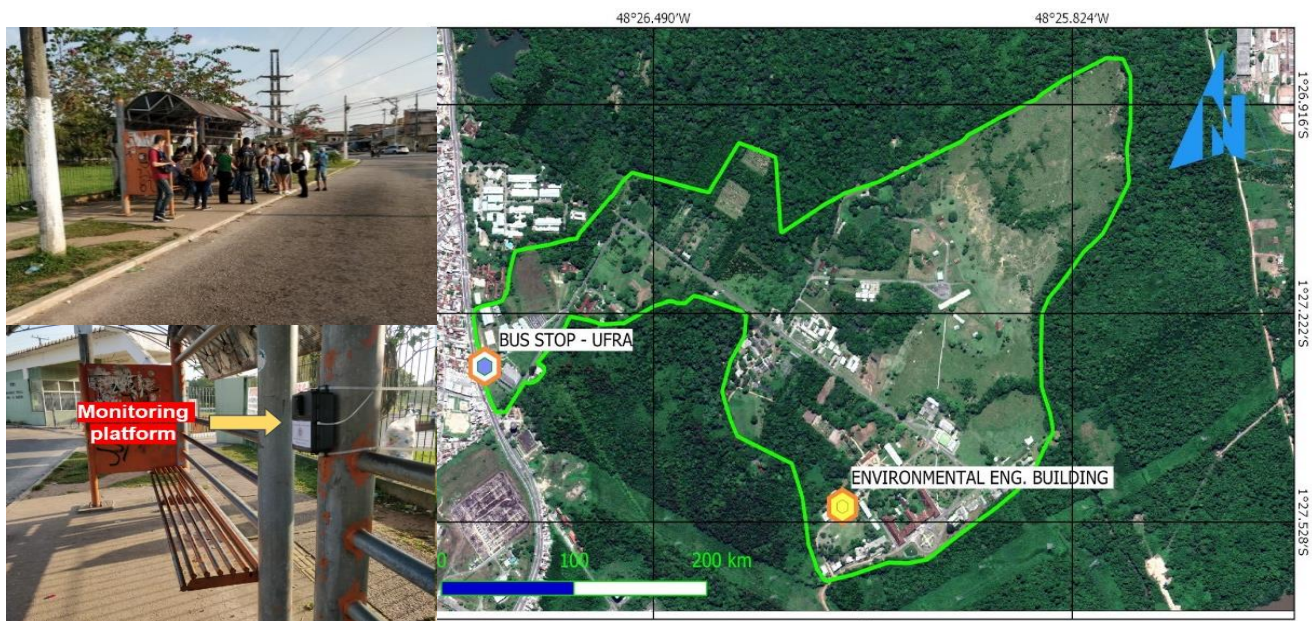 48°26.490'W
48°25.824'W
1°26.916'S
N
1°27.222'S
BUS STOP - UFRA
Monitoring
platform
ENVIRONMENTAL ENG. BUILDING
1°27.528'S
0 100 200 km